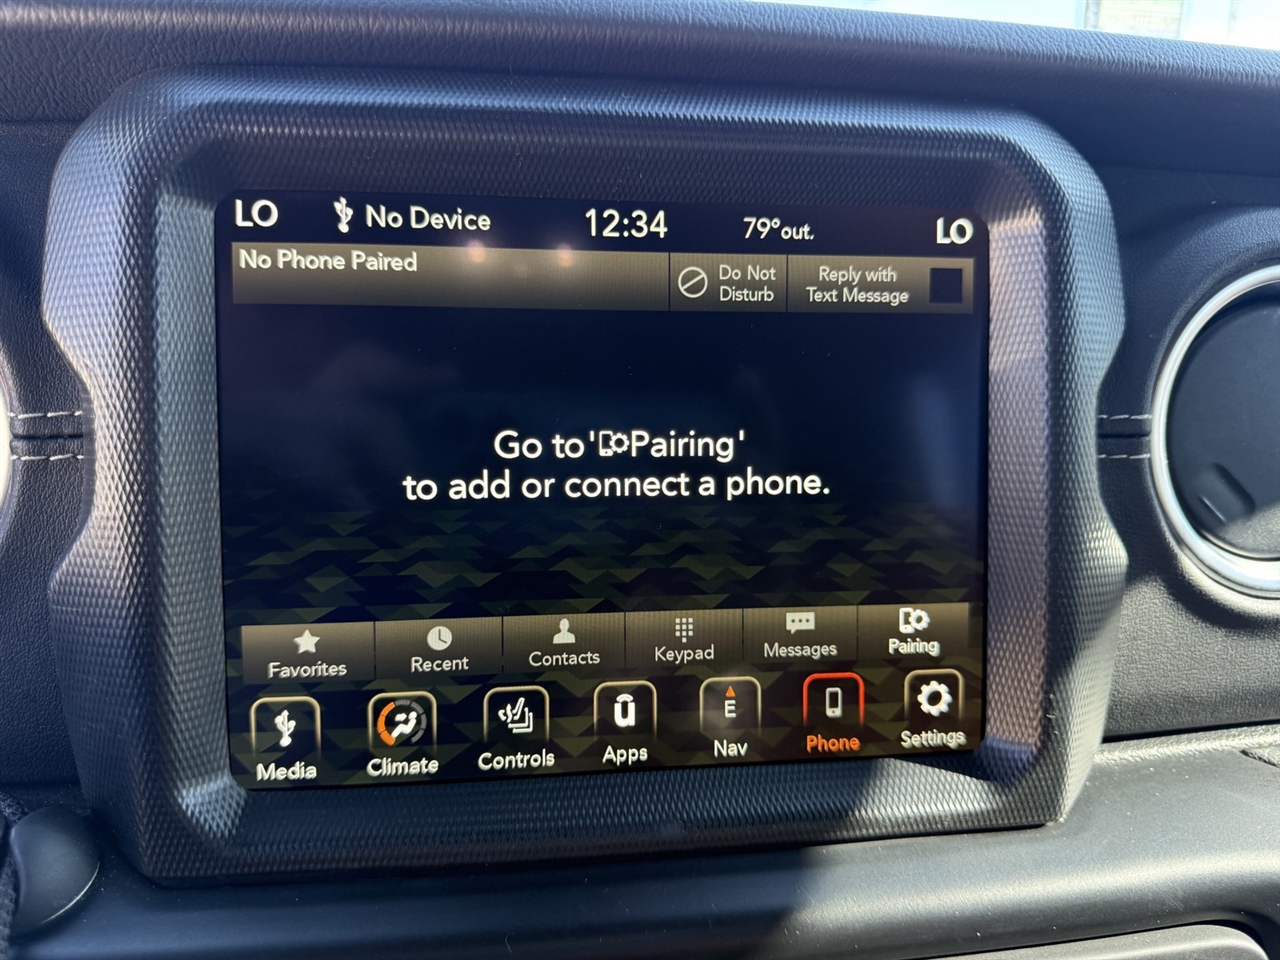 LO
No Device
12:34
79° out.
LO
No Phone Paired
Do Not
Disturb
Reply with
Text Message
Go to 'Pairing'
to add or connect a phone.
Favorites
Recent
Contacts
Keypad
Messages
Pairing
Media
Climate
Controls
u
Apps
E
Nav
Phone
Settings